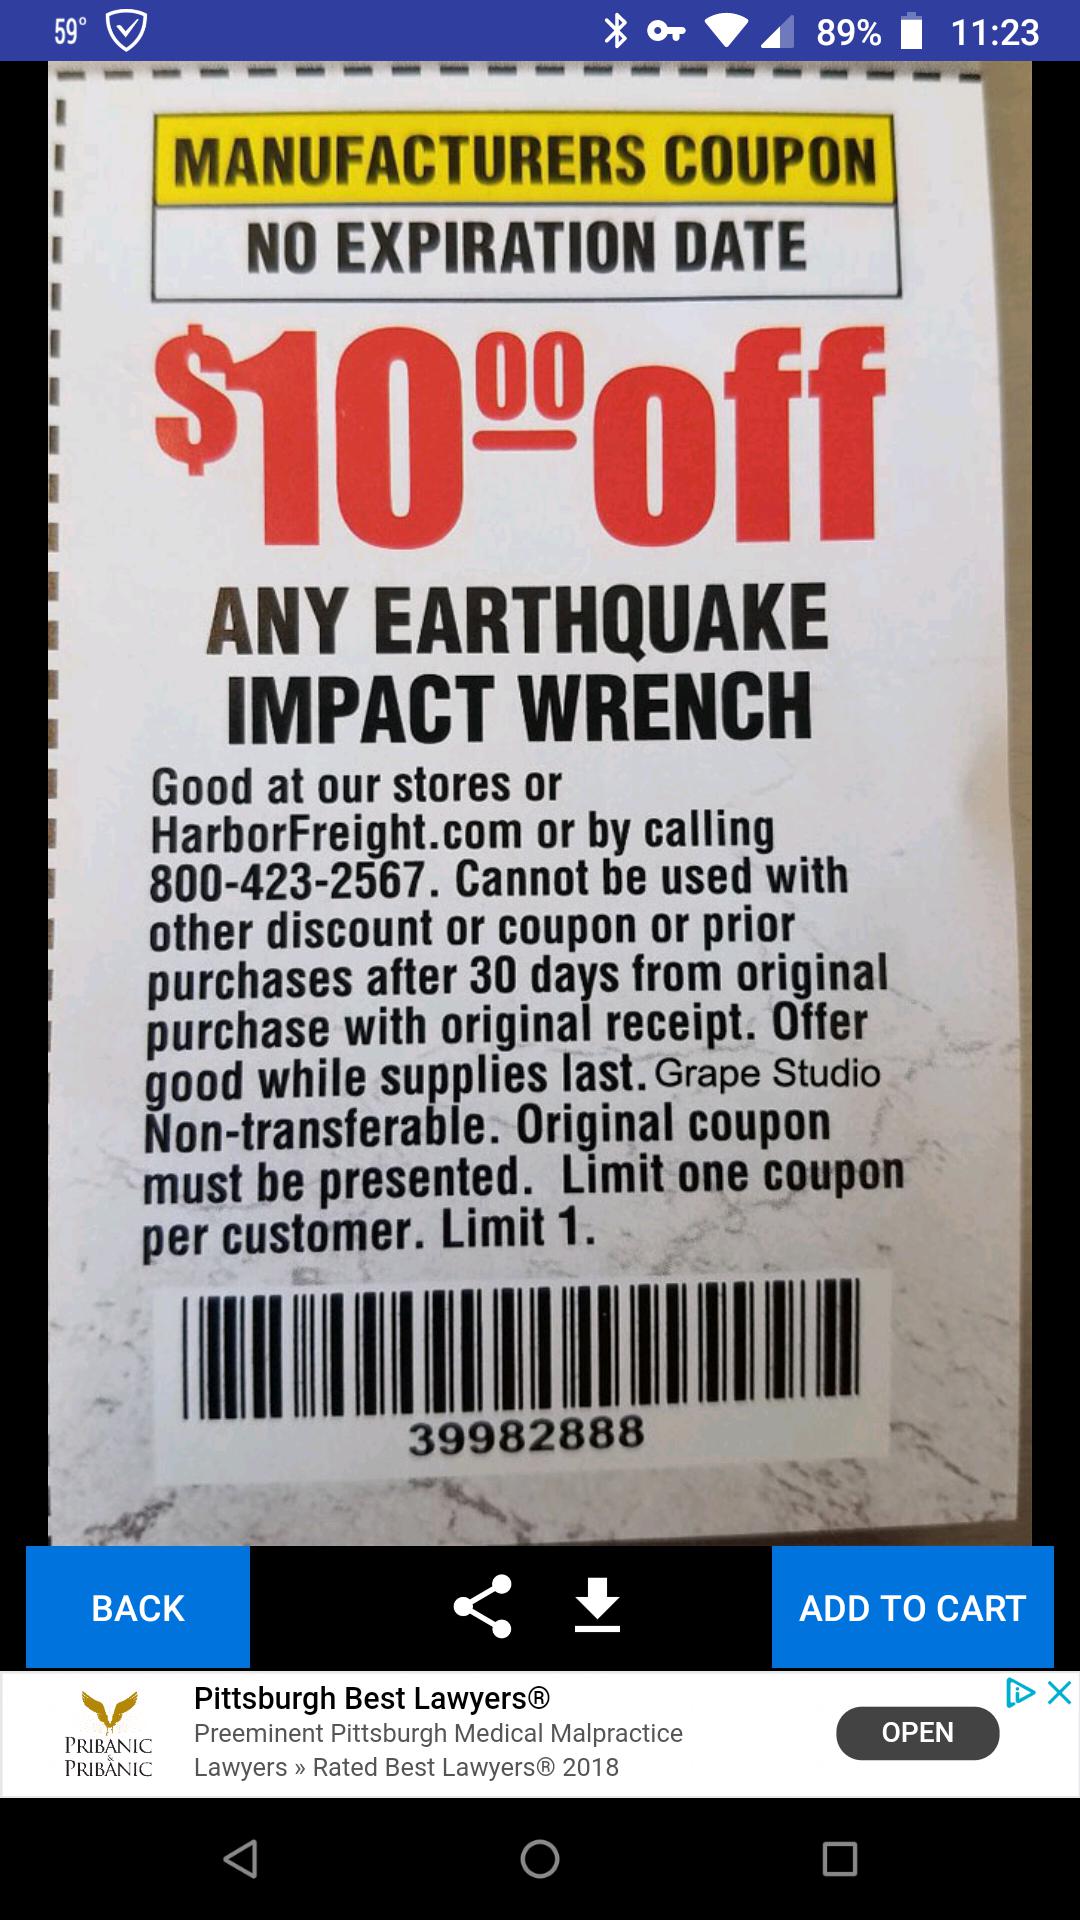 59°
89%
11:23
MANUFACTURERS COUPON
NO EXPIRATION DATE
$10.00 off
ANY EARTHQUAKE
IMPACT WRENCH
Good at our stores or
HarborFreight.com or by calling
800-423-2567. Cannot be used with
other discount or coupon or prior
purchases after 30 days from original
purchase with original receipt. Offer
good while supplies last. Grape Studio
Non-transferable. Original coupon
must be presented. Limit one coupon
per customer. Limit 1.
39982888
BACK
ADD TO CART
Pittsburgh Best Lawyers®
Preeminent Pittsburgh Medical Malpractice
Lawyers » Rated Best Lawyers® 2018
PRIBANIC
&
PRIBANIC
OPEN